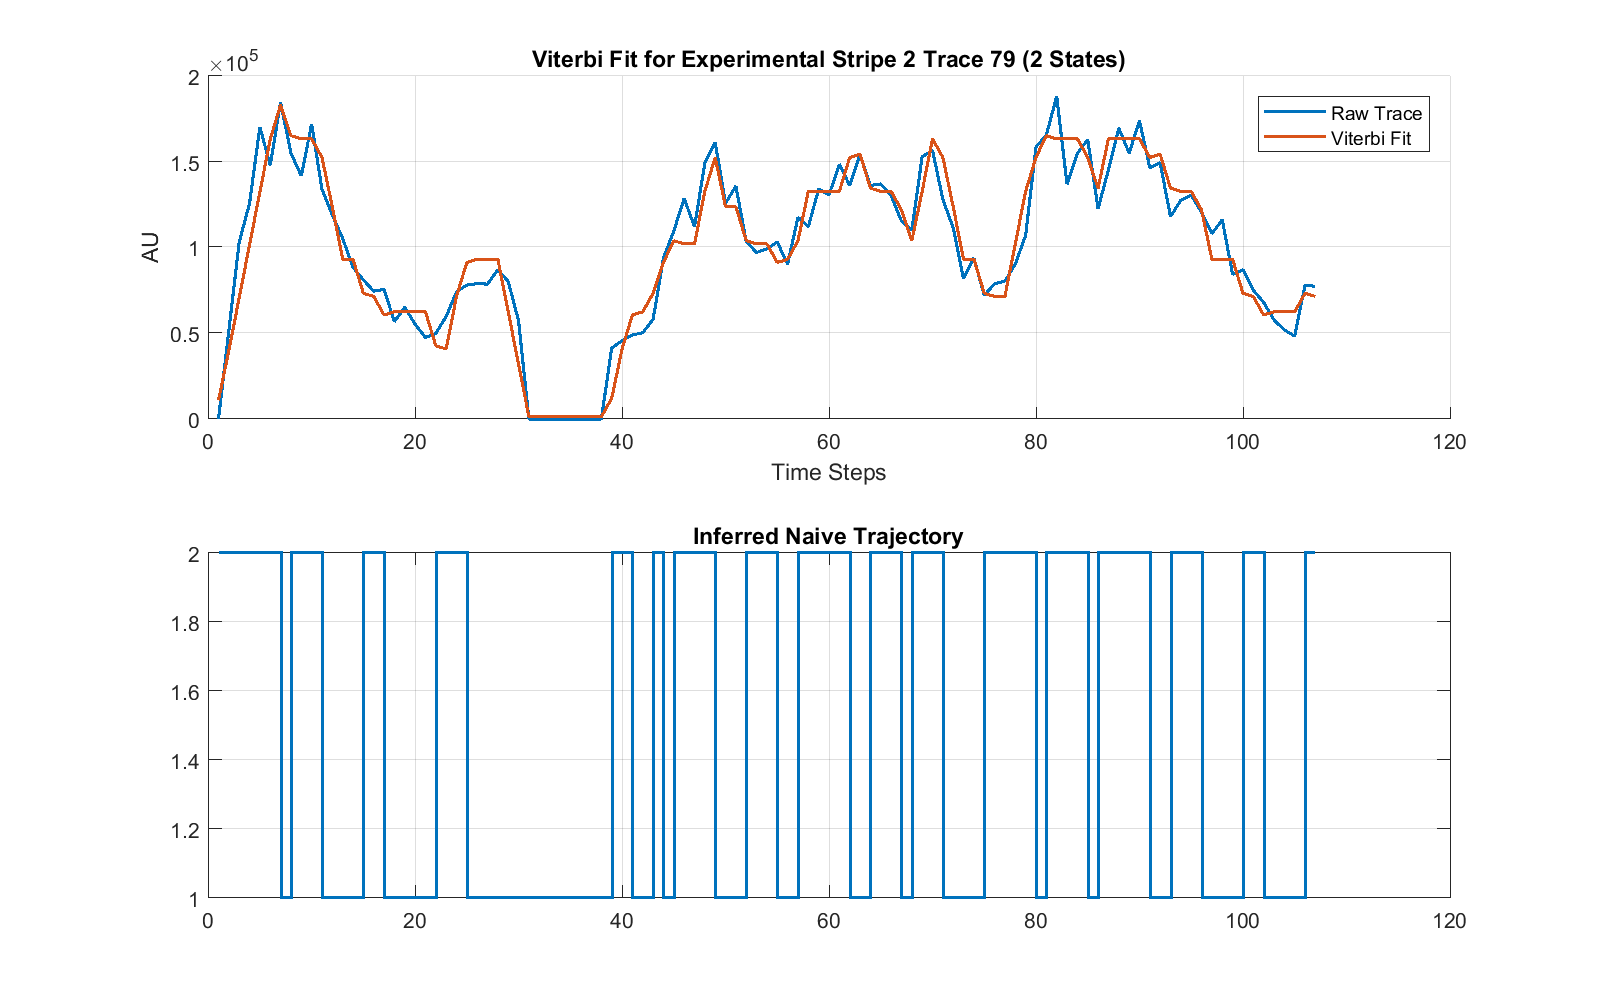 Viterbi Fit for Experimental Stripe 2 Trace 79 (2 States)
×10⁵
2
1.5
1
0.5
0
AU
Raw Trace
Viterbi Fit
0 20 40 60 80 100 120
Time Steps
Inferred Naive Trajectory
2
1.8
1.6
1.4
1.2
1
0 20 40 60 80 100 120